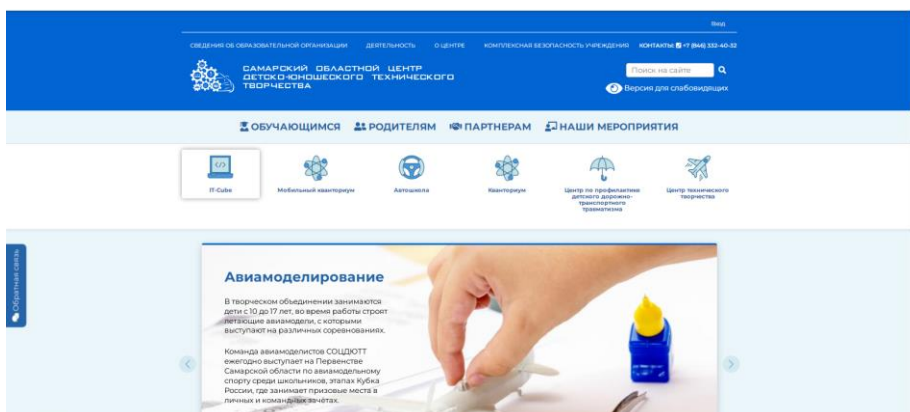 Вход
СВЕДЕНИЯ ОБ ОБРАЗОВАТЕЛЬНОЙ ОРГАНИЗАЦИИ ДЕЯТЕЛЬНОСТЬ О ЦЕНТРЕ КОМПЛЕКСНАЯ БЕЗОПАСНОСТЬ УЧРЕЖДЕНИЯ КОНТАКТЫ: +7 (846) 332-40-32
САМАРСКИЙ ОБЛАСТНОЙ ЦЕНТР
ДЕТСКО-ЮНОШЕСКОГО ТЕХНИЧЕСКОГО
ТВОРЧЕСТВА
Поиск на сайте
Версия для слабовидящих
ОБУЧАЮЩИМСЯ РОДИТЕЛЯМ ПАРТНЕРАМ НАШИ МЕРОПРИЯТИЯ
IT-Cube
Мобильный кванториум
Автошкола
Кванториум
Центр по профилактике
детского дорожно-
транспортного
травматизма
Центр технического
творчества
Обратная связь
Авиамоделирование
В творческом объединении занимаются
дети с 10 до 17 лет, во время работы строят
летающие авиамодели, с которыми
выступают на различных соревнованиях.
Команда авиамоделистов СОЦДЮТТ
ежегодно выступает на Первенстве
Самарской области по авиамодельному
спорту среди школьников, этапах Кубка
России, где занимает призовые места в
личных и командных зачётах.